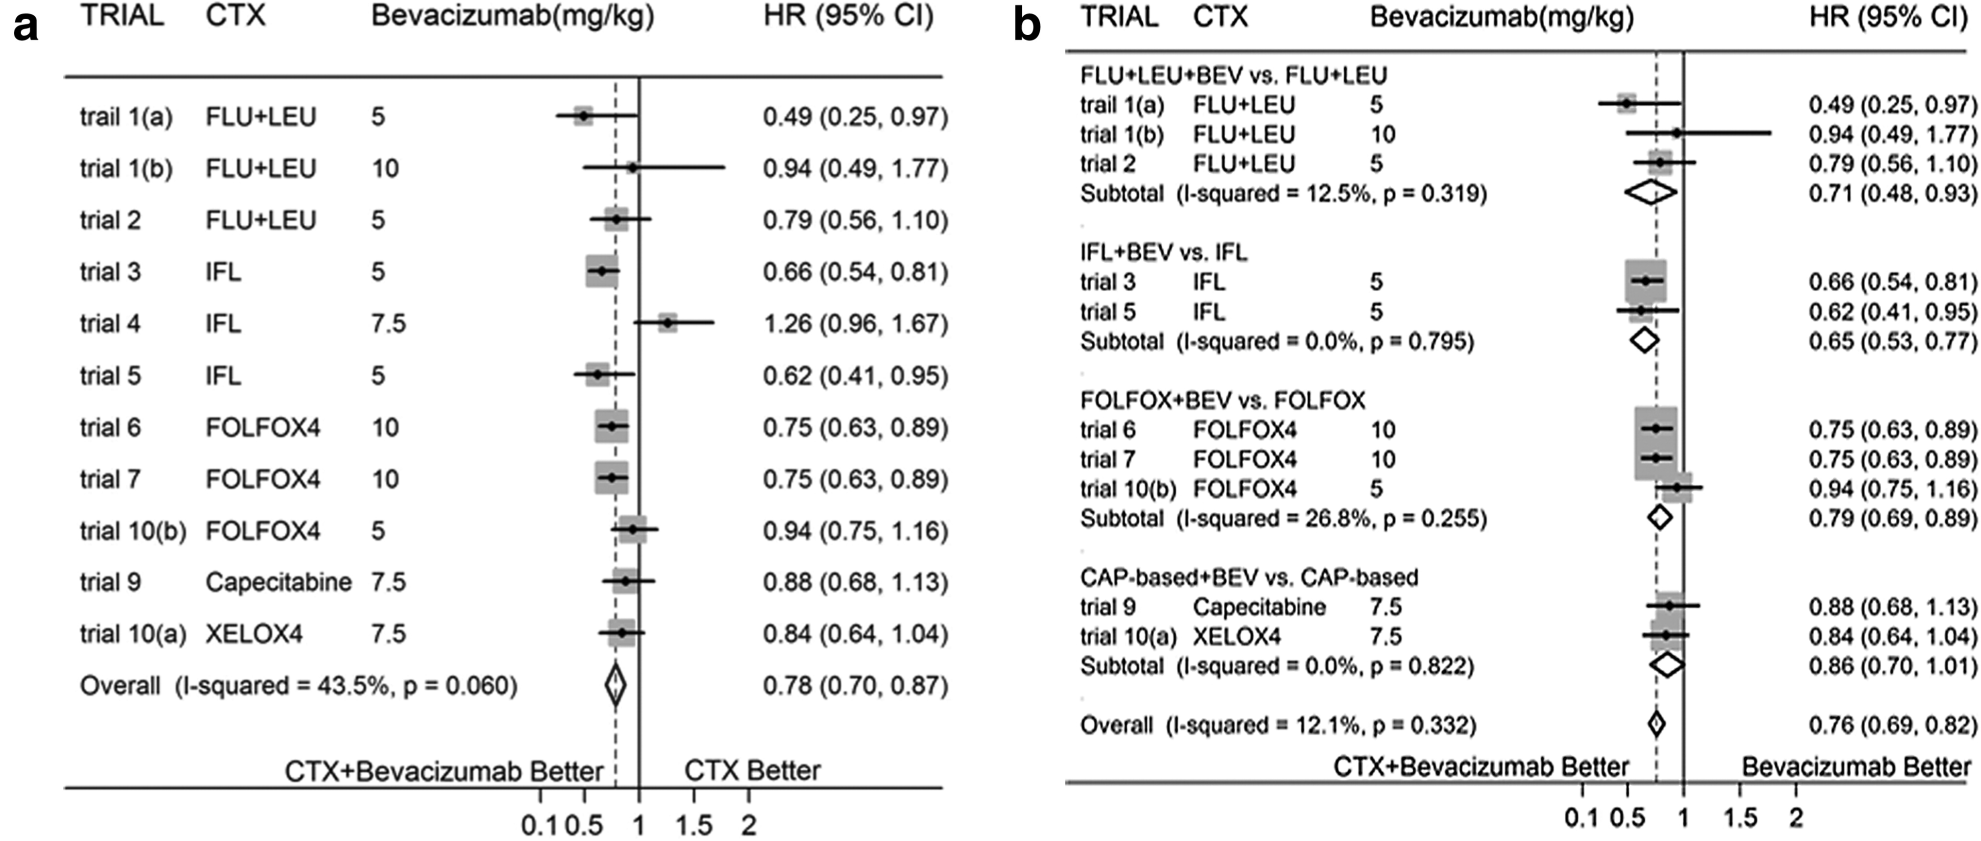 a
TRIAL CTX Bevacizumab(mg/kg) HR (95% CI)
trail 1(a) FLU+LEU 5 0.49 (0.25, 0.97)
trial 1(b) FLU+LEU 10 0.94 (0.49, 1.77)
trial 2 FLU+LEU 5 0.79 (0.56, 1.10)
trial 3 IFL 5 0.66 (0.54, 0.81)
trial 4 IFL 7.5 1.26 (0.96, 1.67)
trial 5 IFL 5 0.62 (0.41, 0.95)
trial 6 FOLFOX4 10 0.75 (0.63, 0.89)
trial 7 FOLFOX4 10 0.75 (0.63, 0.89)
trial 10(b) FOLFOX4 5 0.94 (0.75, 1.16)
trial 9 Capecitabine 7.5 0.88 (0.68, 1.13)
trial 10(a) XELOX4 7.5 0.84 (0.64, 1.04)
Overall (I-squared = 43.5%, p = 0.060) 0.78 (0.70, 0.87)
CTX+Bevacizumab Better CTX Better
0.1 0.5 1 1.5 2
b
TRIAL CTX Bevacizumab(mg/kg) HR (95% CI)
FLU+LEU+BEV vs. FLU+LEU
trail 1(a) FLU+LEU 5 0.49 (0.25, 0.97)
trial 1(b) FLU+LEU 10 0.94 (0.49, 1.77)
trial 2 FLU+LEU 5 0.79 (0.56, 1.10)
Subtotal (I-squared = 12.5%, p = 0.319) 0.71 (0.48, 0.93)
IFL+BEV vs. IFL
trial 3 IFL 5 0.66 (0.54, 0.81)
trial 5 IFL 5 0.62 (0.41, 0.95)
Subtotal (I-squared = 0.0%, p = 0.795) 0.65 (0.53, 0.77)
FOLFOX+BEV vs. FOLFOX
trial 6 FOLFOX4 10 0.75 (0.63, 0.89)
trial 7 FOLFOX4 10 0.75 (0.63, 0.89)
trial 10(b) FOLFOX4 5 0.94 (0.75, 1.16)
Subtotal (I-squared = 26.8%, p = 0.255) 0.79 (0.69, 0.89)
CAP-based+BEV vs. CAP-based
trial 9 Capecitabine 7.5 0.88 (0.68, 1.13)
trial 10(a) XELOX4 7.5 0.84 (0.64, 1.04)
Subtotal (I-squared = 0.0%, p = 0.822) 0.86 (0.70, 1.01)
Overall (I-squared = 12.1%, p = 0.332) 0.76 (0.69, 0.82)
CTX+Bevacizumab Better Bevacizumab Better
0.1 0.5 1 1.5 2